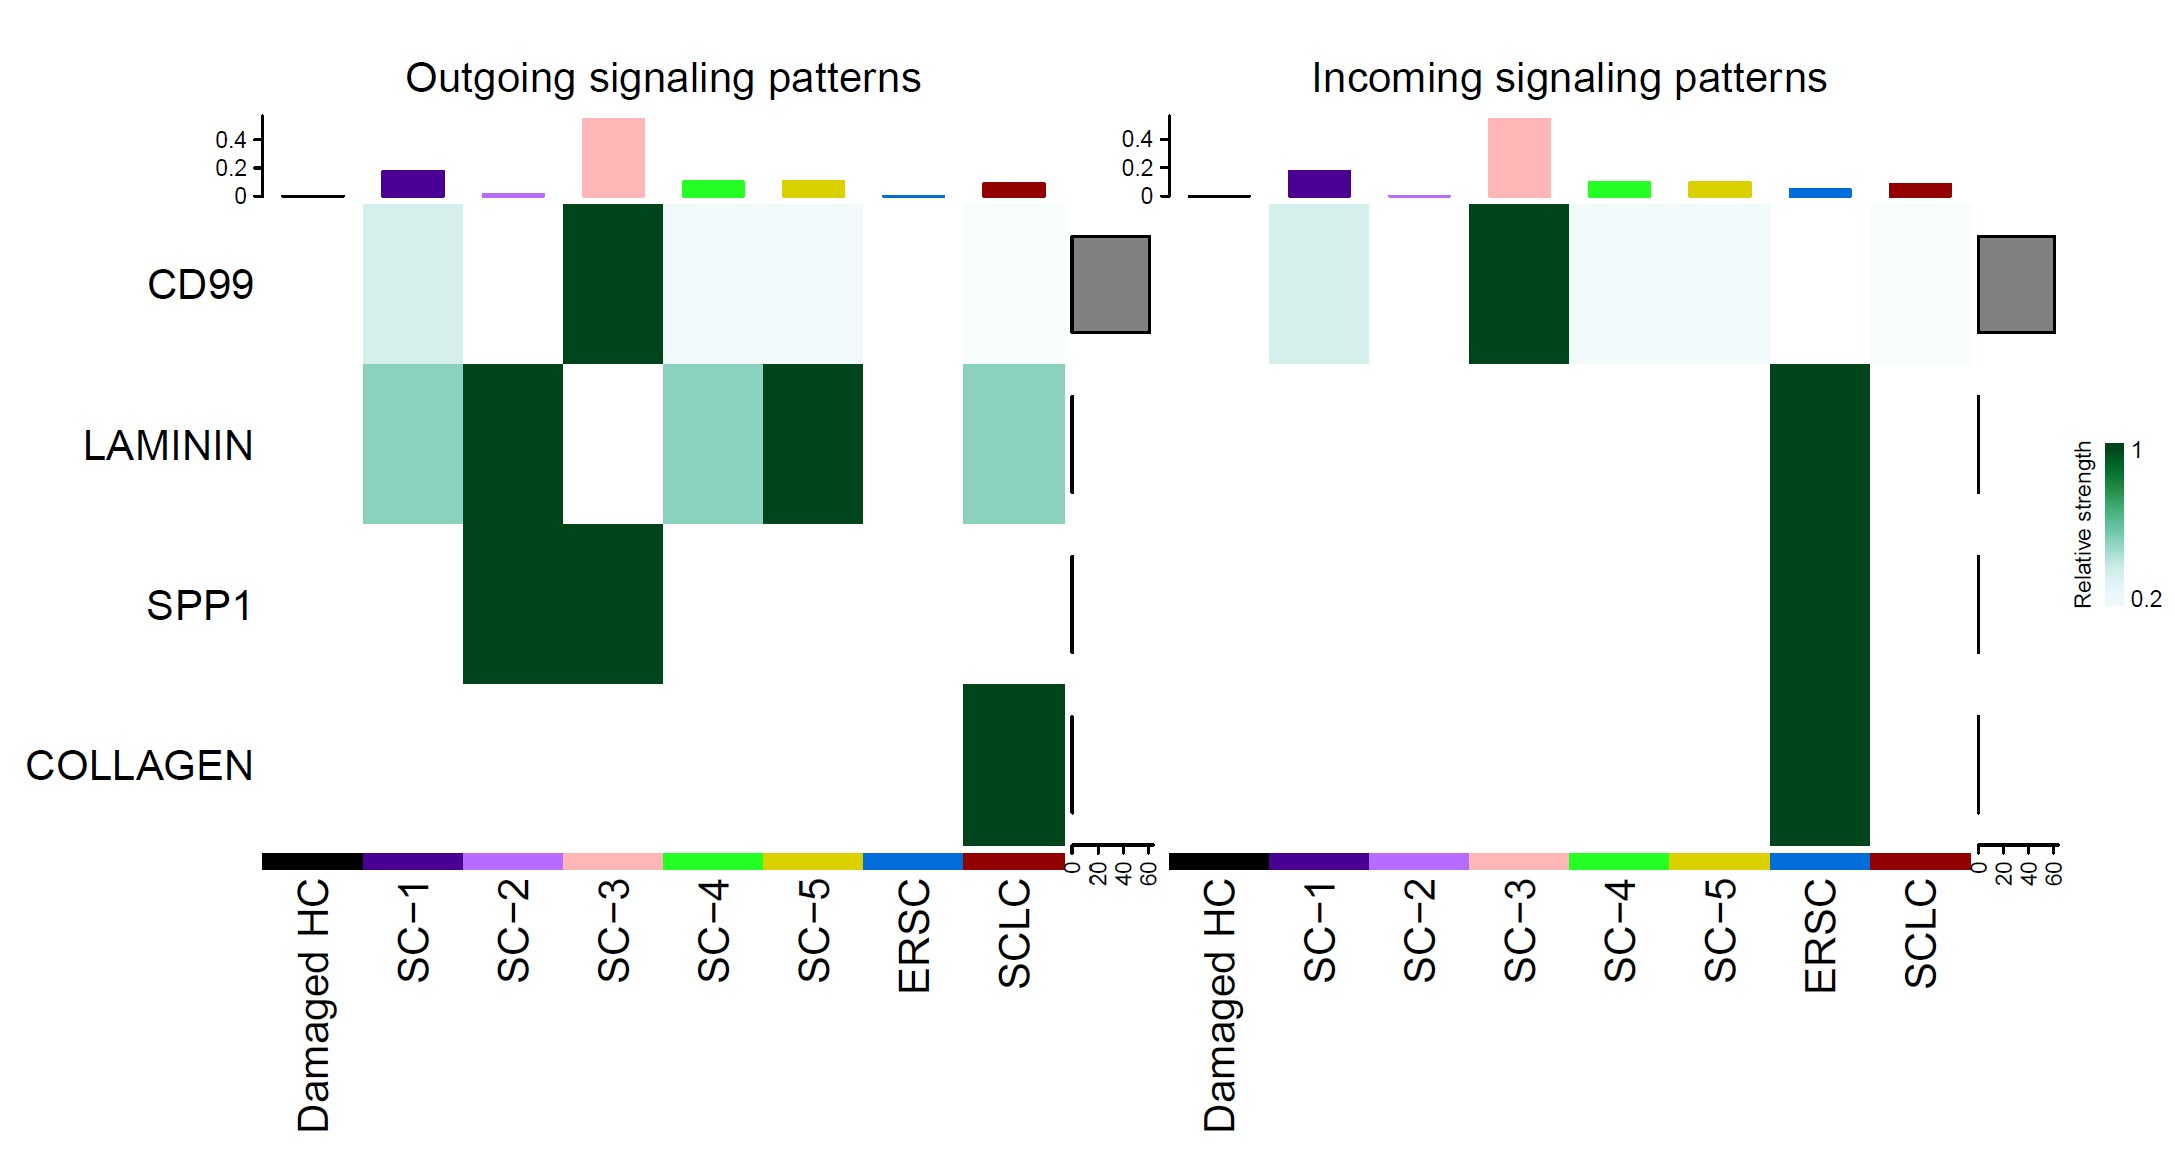 Outgoing signaling patterns
Incoming signaling patterns
0.4
0.2
0
0.4
0.2
0
CD99
LAMININ
SPP1
COLLAGEN
Relative strength
1
0.2
0
20
40
60
0
20
40
60
Damaged HC
SC−1
SC−2
SC−3
SC−4
SC−5
ERSC
SCLC
Damaged HC
SC−1
SC−2
SC−3
SC−4
SC−5
ERSC
SCLC